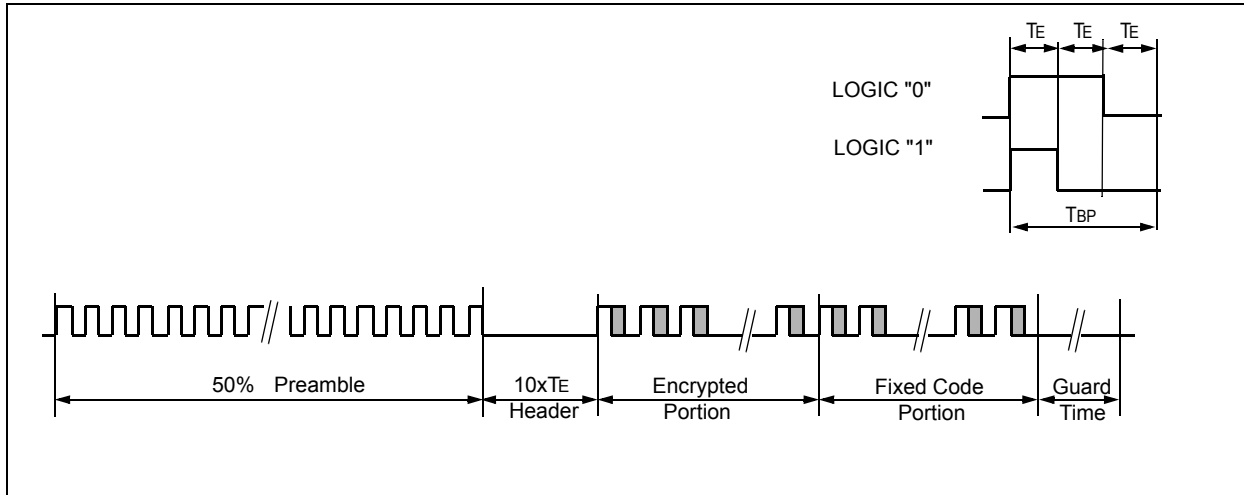 TE TE TE
LOGIC "0"
LOGIC "1"
TBP
50% Preamble
10xTE
Header
Encrypted
Portion
Fixed Code
Portion
Guard
Time